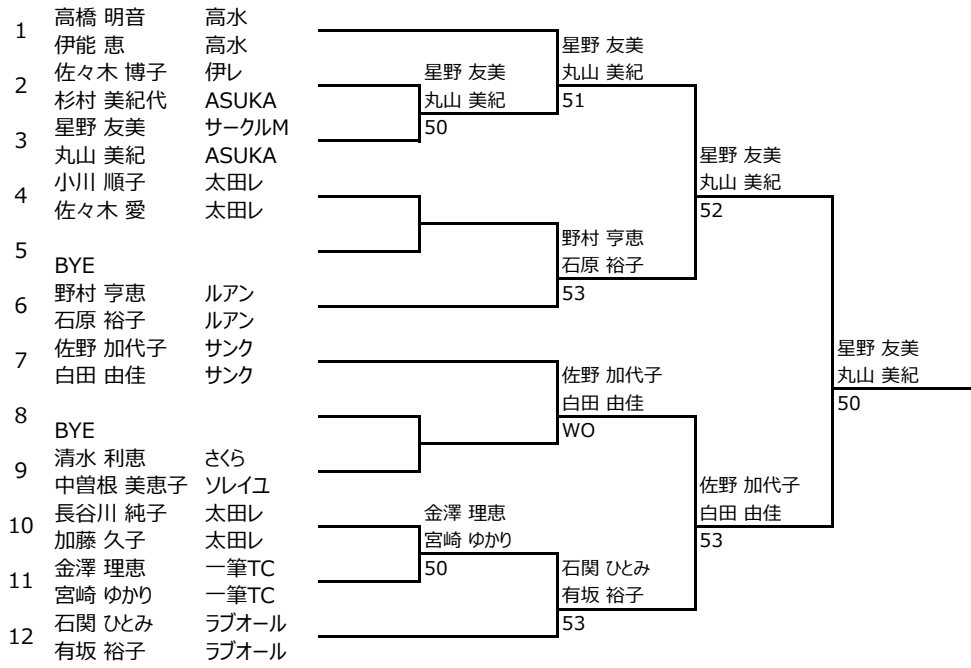 1 高橋 明音 高水
伊能 恵 高水
2 佐々木 博子 伊レ
杉村 美紀代 ASUKA
3 星野 友美 サークルM
丸山 美紀 ASUKA
4 小川 順子 太田レ
佐々木 愛 太田レ
5
BYE
6 野村 亨恵 ルアン
石原 裕子 ルアン
7 佐野 加代子 サンク
白田 由佳 サンク
8
BYE
9 清水 利恵 さくら
中曽根 美恵子 ソレイユ
10 長谷川 純子 太田レ
加藤 久子 太田レ
11 金澤 理恵 一筆TC
宮崎 ゆかり 一筆TC
12 石関 ひとみ ラブオール
有坂 裕子 ラブオール
星野 友美
丸山 美紀
50
金澤 理恵
宮崎 ゆかり
50
星野 友美
丸山 美紀
51
野村 亨恵
石原 裕子
53
佐野 加代子
白田 由佳
WO
石関 ひとみ
有坂 裕子
53
星野 友美
丸山 美紀
52
佐野 加代子
白田 由佳
53
星野 友美
丸山 美紀
50